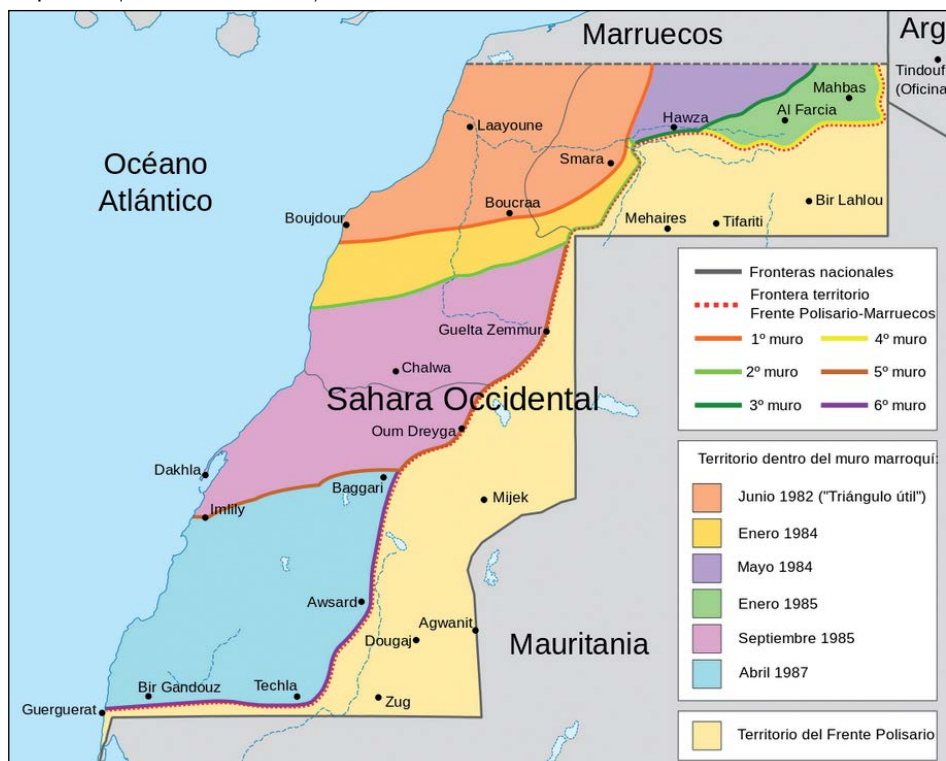 Marruecos
Arg
Tindouf
(Oficina
Mahbas
Al Farcia
Hawza
Laayoune
Smara
Océano
Atlántico
Boucraa
Boujdour
Bir Lahlou
Tifariti
Mehaires
Guelta Zemmur
Chalwa
Sahara Occidental
Oum Dreyga
Dakhla
Baggari
Imlily
Mijek
Awsard
Agwanit
Dougaj
Mauritania
Bir Gandouz
Techla
Zug
Guerguerat
Fronteras nacionales
Frontera territorio
Frente Polisario-Marruecos
1º muro
4º muro
2º muro
5º muro
3º muro
6º muro
Territorio dentro del muro marroquí:
Junio 1982 ("Triángulo útil")
Enero 1984
Mayo 1984
Enero 1985
Septiembre 1985
Abril 1987
Territorio del Frente Polisario